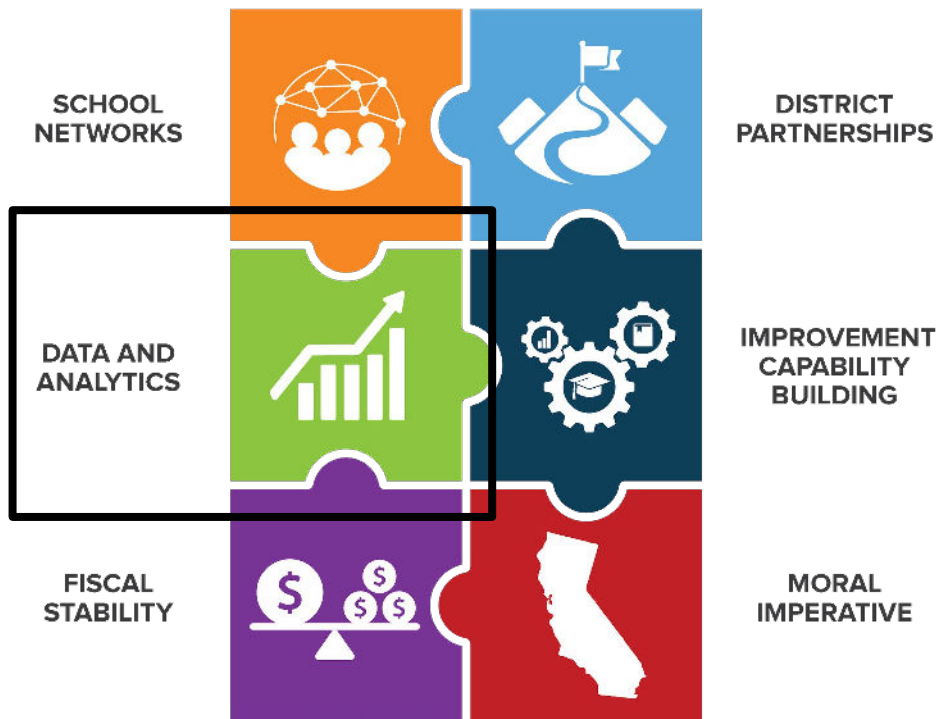 SCHOOL
NETWORKS
DISTRICT
PARTNERSHIPS
DATA AND
ANALYTICS
IMPROVEMENT
CAPABILITY
BUILDING
FISCAL
STABILITY
$
$
$ $
MORAL
IMPERATIVE